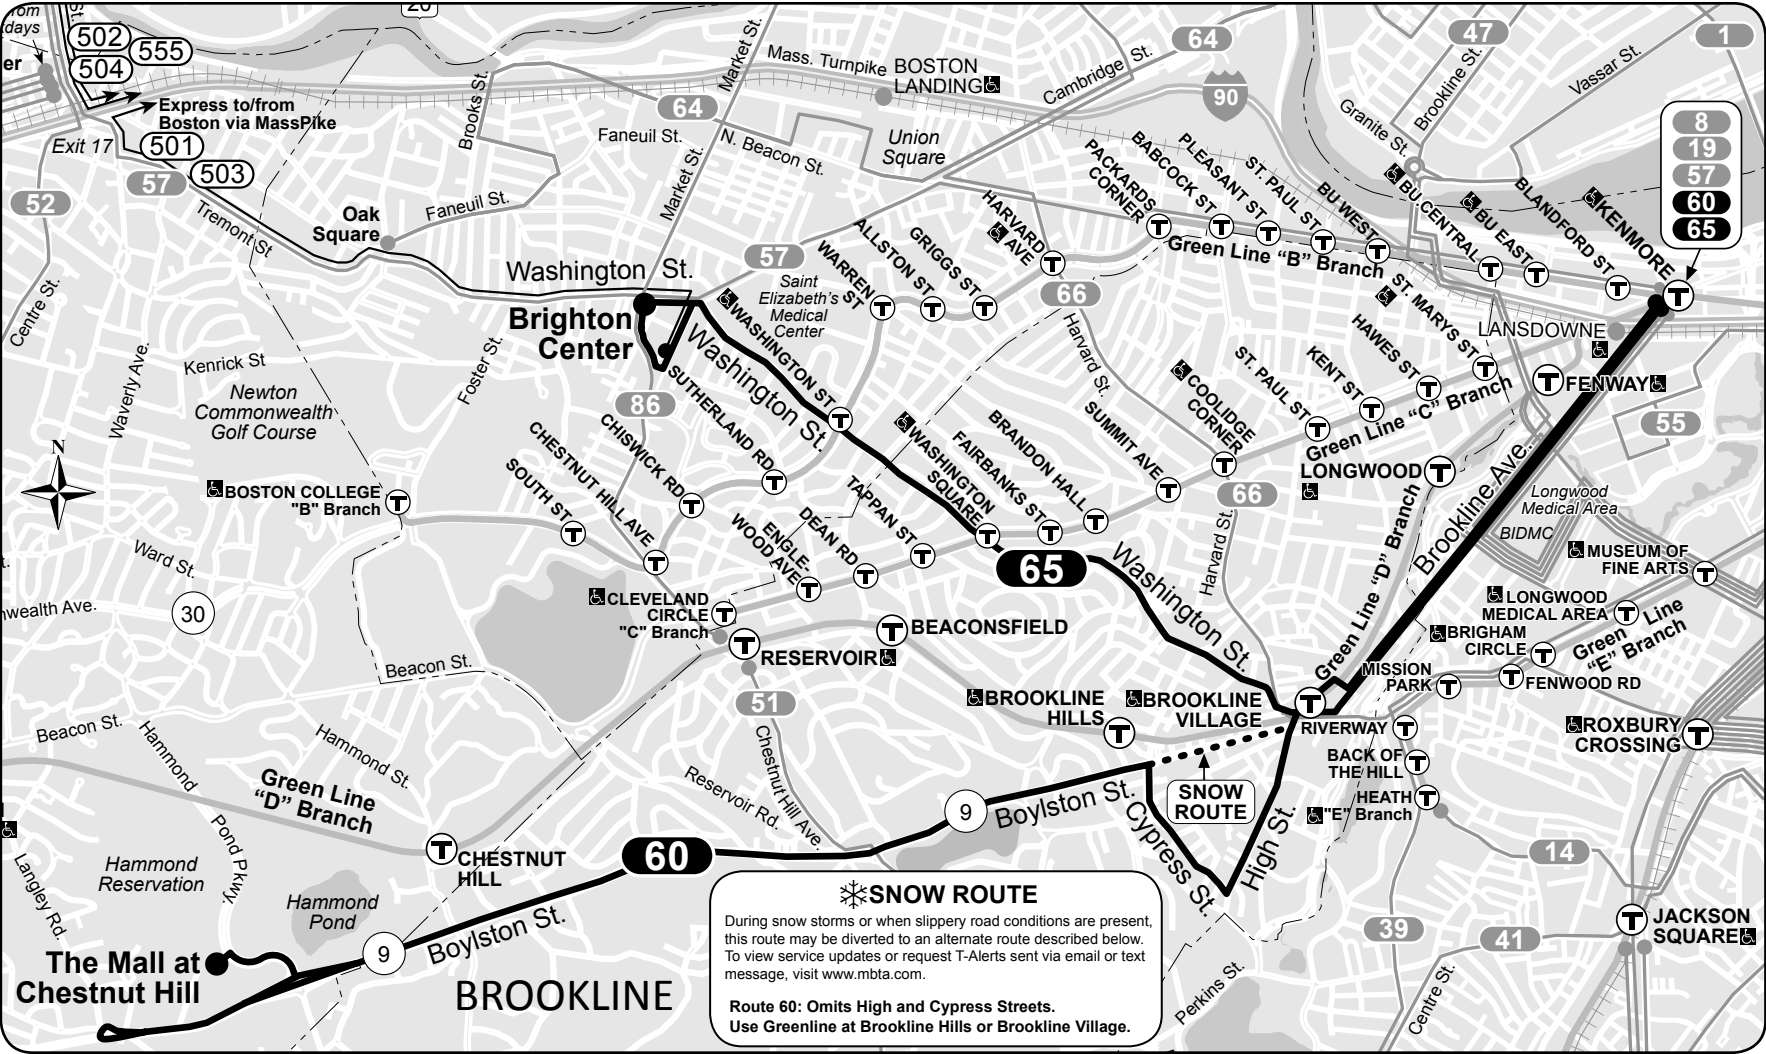 from
days
er
St.
502
555
504
Express to/from
Boston via MassPike
Exit 17
501
503
57
52
20
Market St.
Mass. Turnpike
BOSTON
LANDING
Cambridge St.
64
90
47
Brookline St.
Vassar St.
1
8
19
57
60
65
Brooks St.
64
Faneuil St.
N. Beacon St.
Union
Square
Granite St.
Oak
Square
Faneuil St.
Tremont St
Market St.
Centre St.
Washington St.
57
WARREN
ST
ALLSTON ST
GRIGGS ST
HARVARD
AVE
PACKARDS
CORNER
BABCOCK ST
PLEASANT ST
ST. PAUL ST
BU WEST
BU CENTRAL
BU EAST
BLANDFORD ST
KENMORE
Green Line “B” Branch
66
Saint
Elizabeth's
Medical
Center
Brighton
Center
WASHINGTON ST
Washington St.
Harvard St.
ST. MARYS ST
HAWES ST
KENT ST
ST. PAUL ST
COOLIDGE
CORNER
Green Line “C” Branch
LANSDOWNE
FENWAY
55
Kenrick St
Waverly Ave.
Foster St.
Newton
Commonwealth
Golf Course
86
SUTHERLAND RD
CHISWICK RD
CHESTNUT HILL AVE
SOUTH ST
N
BOSTON COLLEGE
"B" Branch
Ward St.
t.
nwealth Ave.
30
WASHINGTON
SQUARE
FAIRBANKS ST
BRANDON HALL
SUMMIT AVE
TAPPAN ST
DEAN RD
ENGLE-
WOOD AVE
CLEVELAND
CIRCLE
"C" Branch
RESERVOIR
BEACONSFIELD
65
Washington St.
66
Harvard St.
LONGWOOD
Green Line “D” Branch
Brookline Ave.
Longwood
Medical Area
BIDMC
MUSEUM OF
FINE ARTS
LONGWOOD
MEDICAL AREA
BRIGHAM
CIRCLE
Green Line
“E” Branch
MISSION
PARK
FENWOOD RD
Beacon St.
Beacon St.
Hammond
Pond Pkwy.
Hammond St.
51
Chestnut Hill Ave.
Reservoir Rd.
BROOKLINE
HILLS
BROOKLINE
VILLAGE
RIVERWAY
BACK OF
THE HILL
HEATH
"E" Branch
ROXBURY
CROSSING
SNOW
ROUTE
Green Line
“D” Branch
CHESTNUT
HILL
60
9
Boylston St.
Cypress St.
High St.
14
39
41
JACKSON
SQUARE
Langley Rd.
Hammond
Reservation
Hammond
Pond
The Mall at
Chestnut Hill
9
Boylston St.
BROOKLINE
SNOW ROUTE
During snow storms or when slippery road conditions are present,
this route may be diverted to an alternate route described below.
To view service updates or request T-Alerts sent via email or text
message, visit www.mbta.com.
Route 60: Omits High and Cypress Streets.
Use Greenline at Brookline Hills or Brookline Village.
Perkins St.
Centre St.